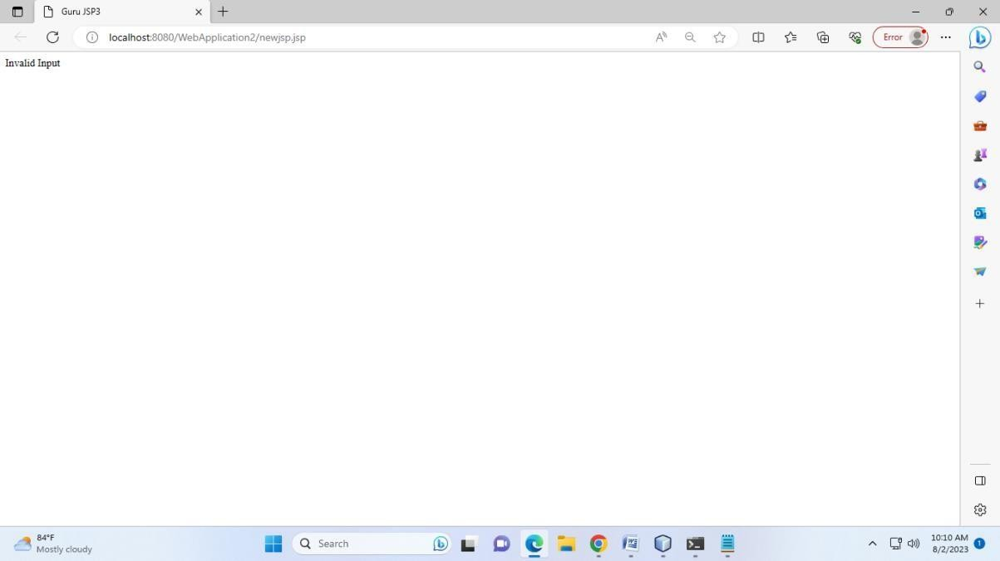 Guru JSP3
localhost:8080/WebApplication2/newjsp.jsp
Error
Invalid Input
84°F
Mostly cloudy
Search
10:10 AM
8/2/2023
1